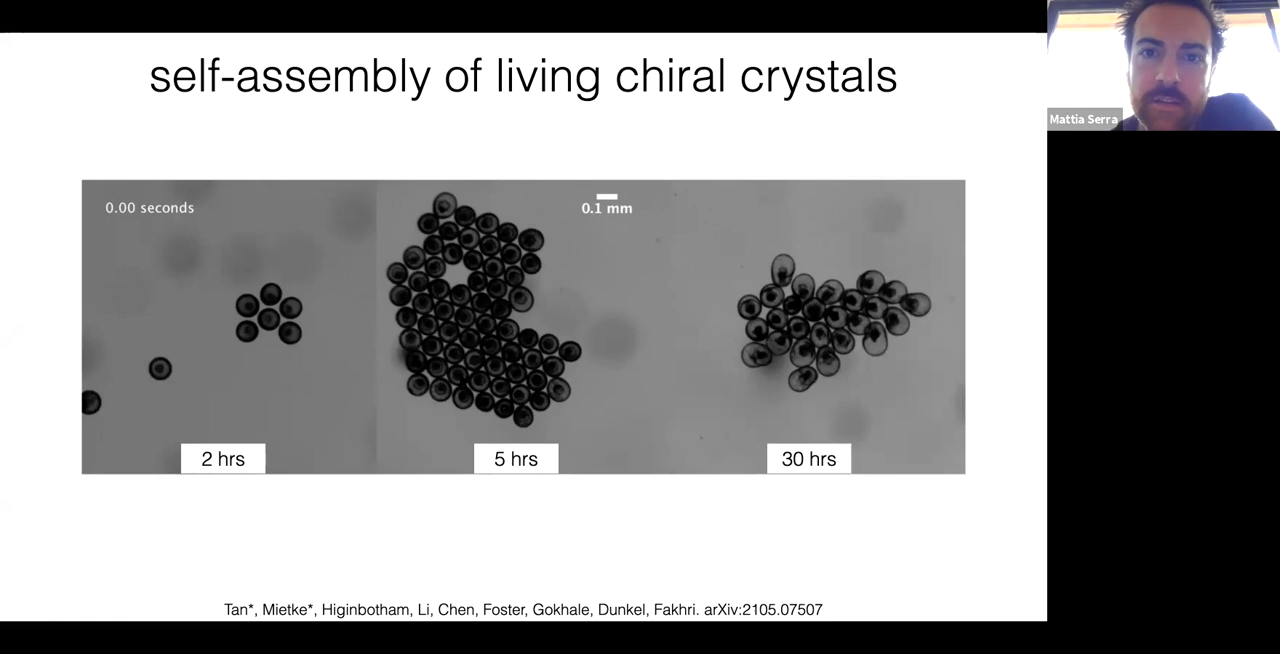 self-assembly of living chiral crystals
Mattia Serra
0.00 seconds
0.1 mm
2 hrs
5 hrs
30 hrs
Tan*, Mietke*, Higinbotham, Li, Chen, Foster, Gokhale, Dunkel, Fakhri. arXiv:2105.07507